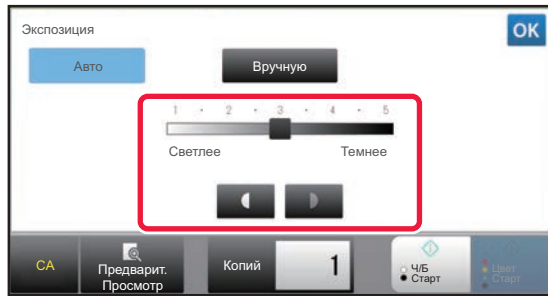 Экспозиция
OK
Авто
Вручную
1 · 2 · 3 · 4 · 5
Светлее
Темнее
CA
Предварит.
Просмотр
Копий
1
Ч/Б
Старт
Цвет
Старт